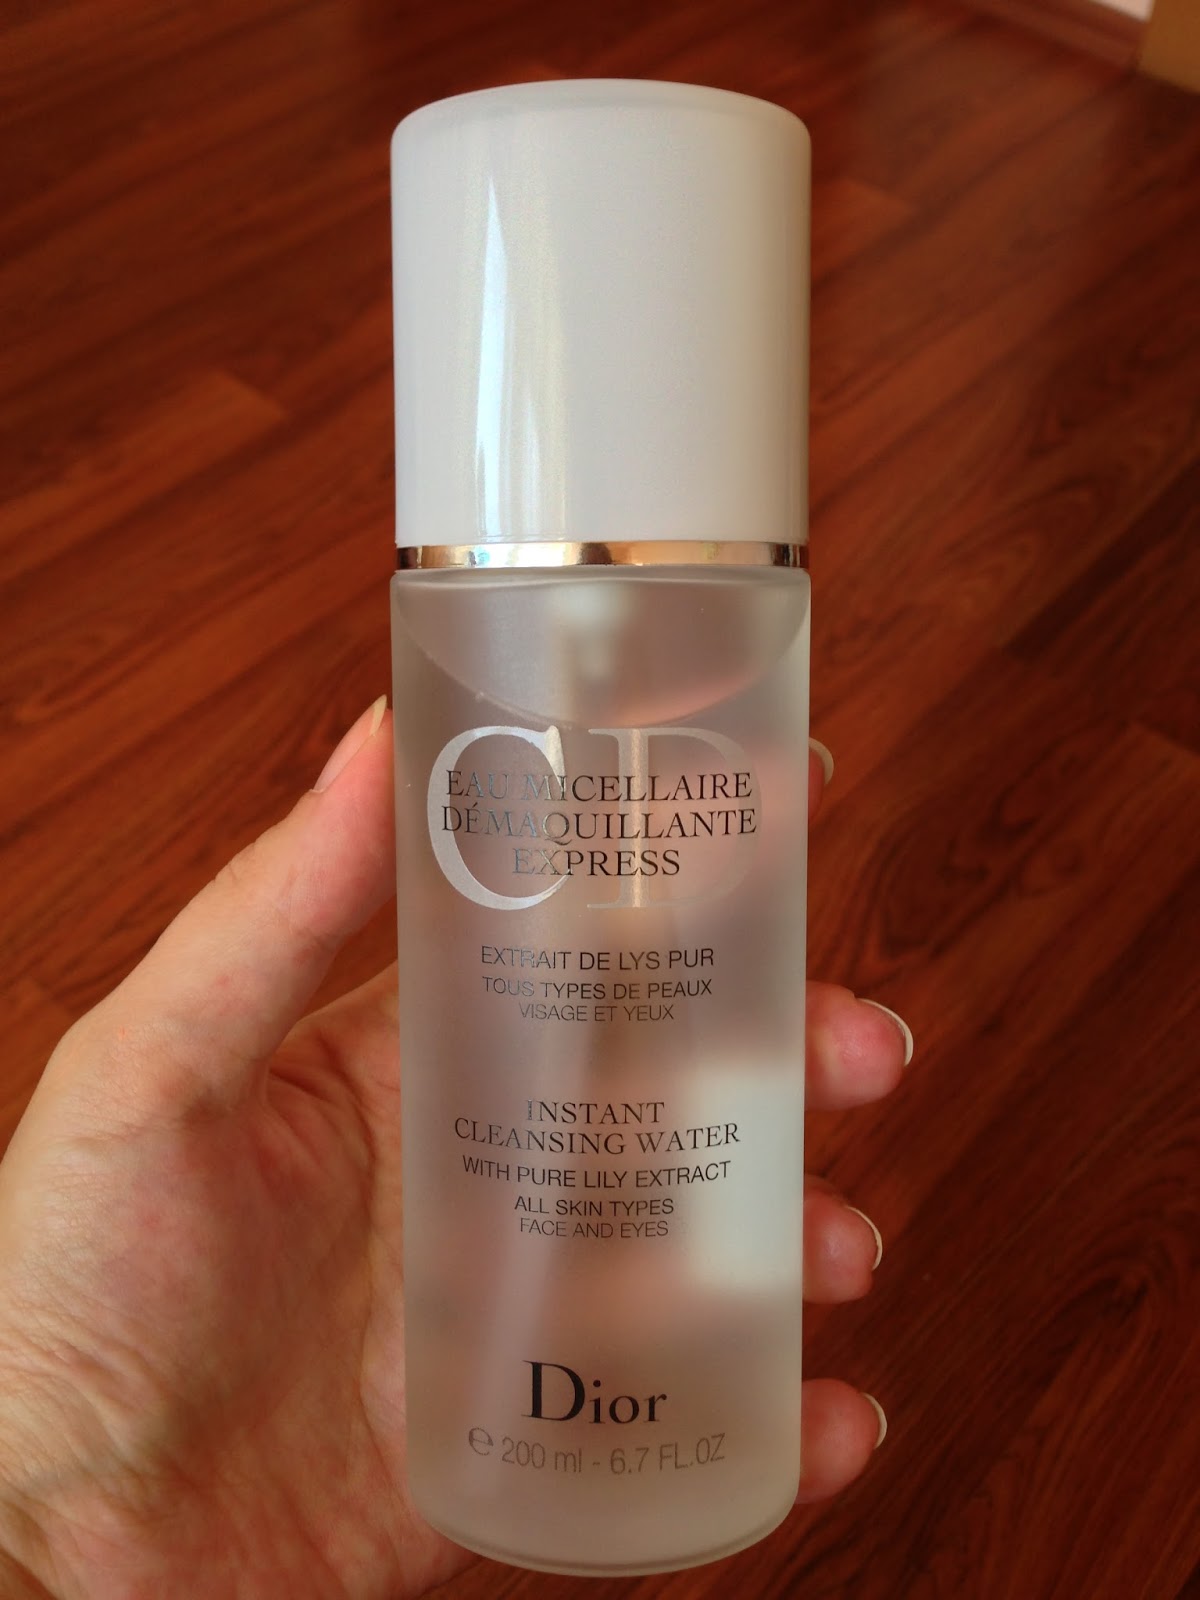 CD
EAU MICELLAIRE
DÉMAQUILLANTE
EXPRESS
EXTRAIT DE LYS PUR
TOUS TYPES DE PEAUX
VISAGE ET YEUX
INSTANT
CLEANSING WATER
WITH PURE LILY EXTRACT
ALL SKIN TYPES
FACE AND EYES
Dior
℮ 200 ml - 6.7 FL.OZ